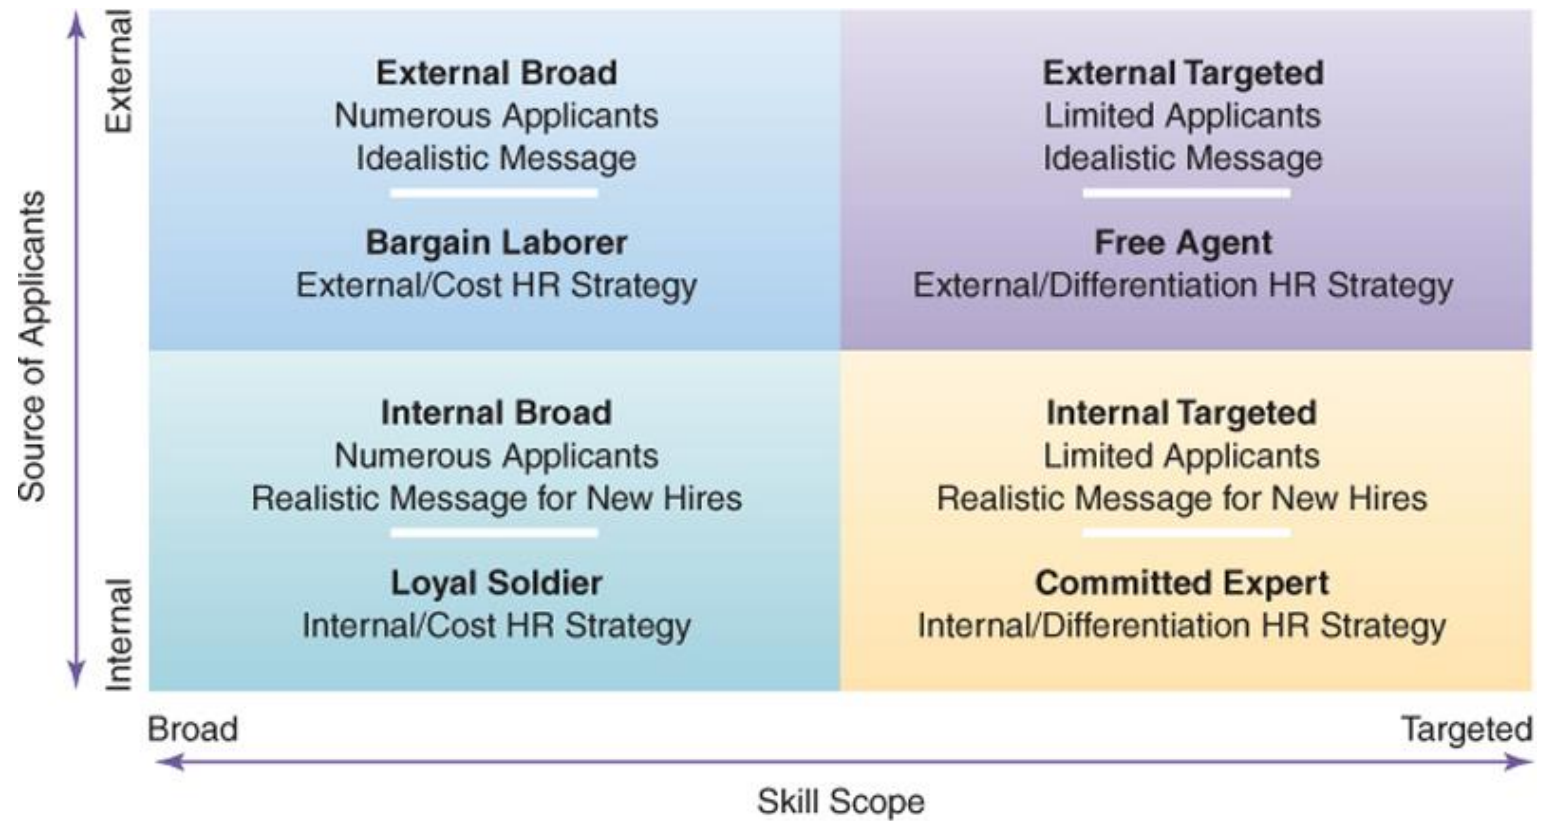 External
Source of Applicants
Internal
External Broad
Numerous Applicants
Idealistic Message
Bargain Laborer
External/Cost HR Strategy
External Targeted
Limited Applicants
Idealistic Message
Free Agent
External/Differentiation HR Strategy
Internal Broad
Numerous Applicants
Realistic Message for New Hires
Loyal Soldier
Internal/Cost HR Strategy
Internal Targeted
Limited Applicants
Realistic Message for New Hires
Committed Expert
Internal/Differentiation HR Strategy
Broad
Targeted
Skill Scope